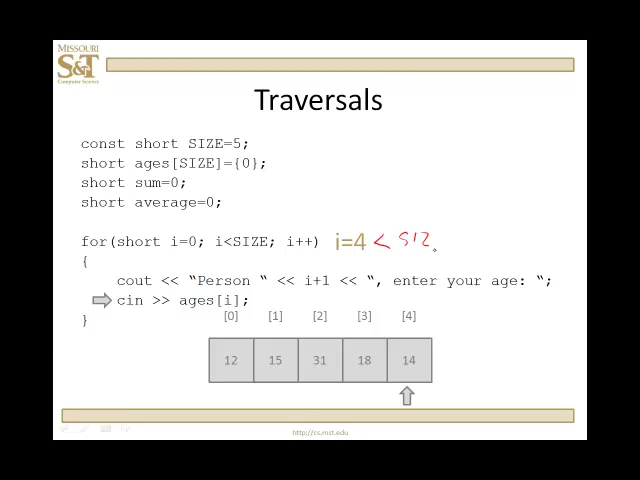 MISSOURI
S&T
Computer Science
Traversals
const short SIZE=5;
short ages[SIZE]={0};
short sum=0;
short average=0;
for(short i=0; i<SIZE; i++) i=4 < SIZ
{
cout << “Person “ << i+1 << “, enter your age: “;
cin >> ages[i];
}
[0] [1] [2] [3] [4]
12 15 31 18 14
http://cs.mst.edu